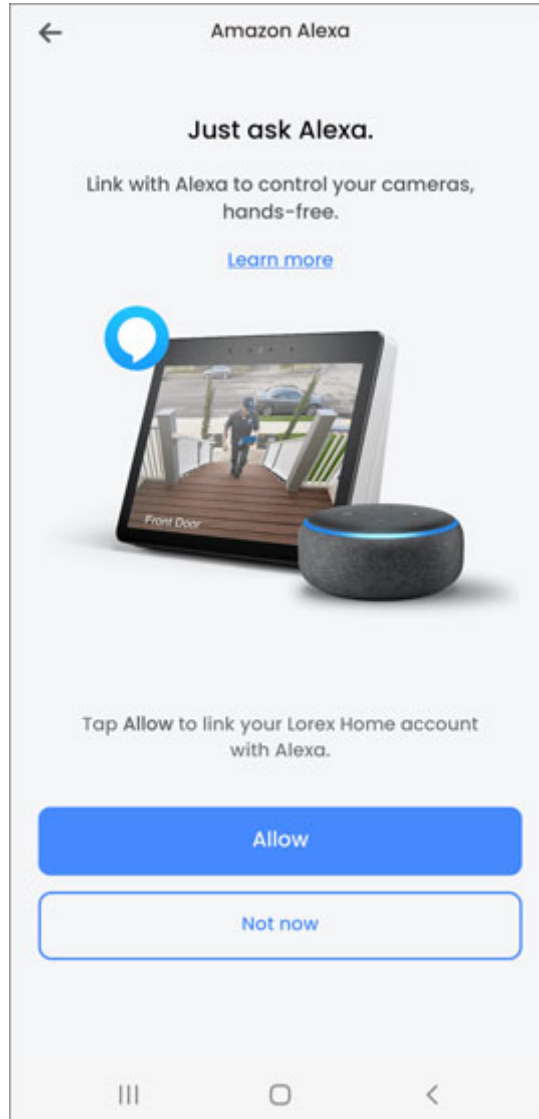 Amazon Alexa
Just ask Alexa.
Link with Alexa to control your cameras,
hands-free.
Learn more
Front Door
Tap Allow to link your Lorex Home account
with Alexa.
Allow
Not now